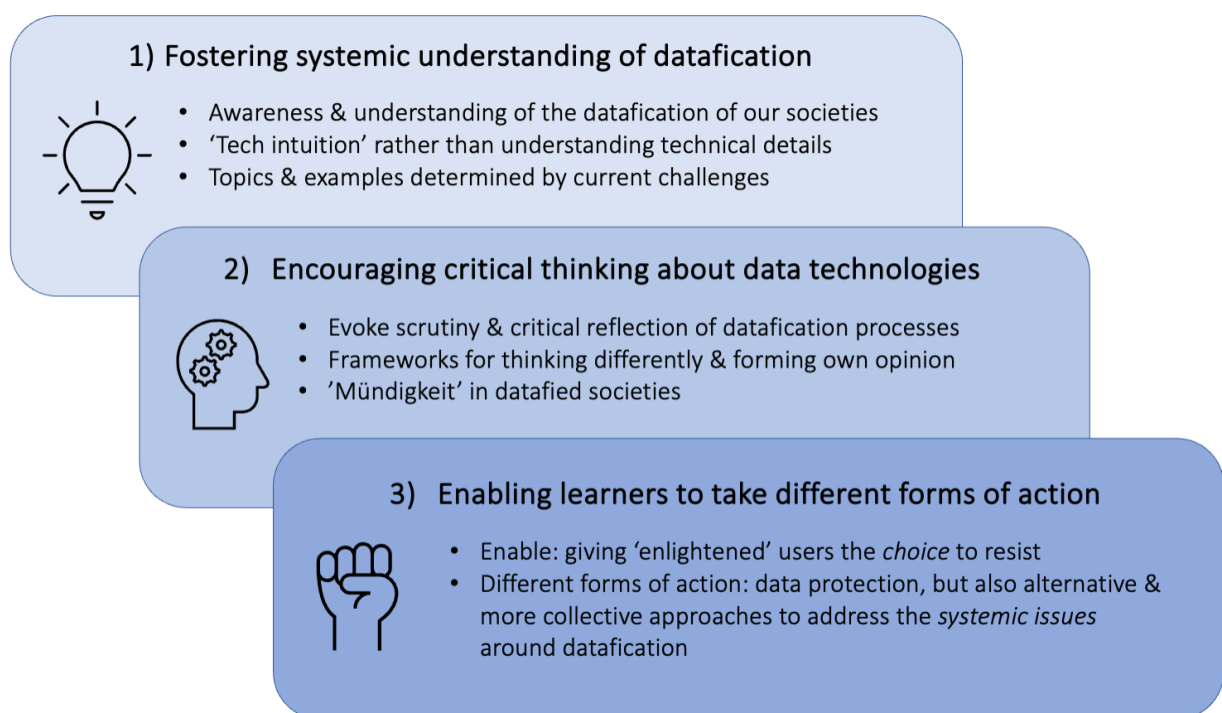 1) Fostering systemic understanding of datafication
• Awareness & understanding of the datafication of our societies
• ‘Tech intuition’ rather than understanding technical details
• Topics & examples determined by current challenges
2) Encouraging critical thinking about data technologies
• Evoke scrutiny & critical reflection of datafication processes
• Frameworks for thinking differently & forming own opinion
• ’Mündigkeit’ in datafied societies
3) Enabling learners to take different forms of action
• Enable: giving ‘enlightened’ users the choice to resist
• Different forms of action: data protection, but also alternative &
more collective approaches to address the systemic issues
around datafication